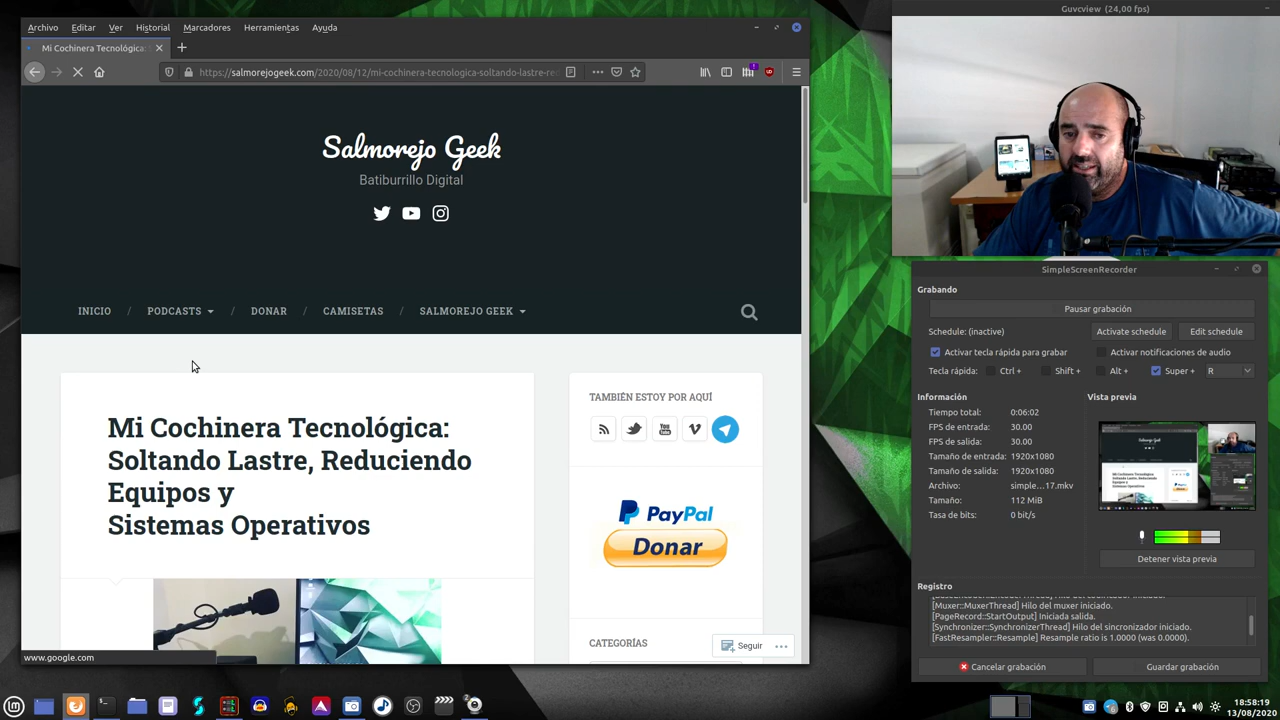 Archivo Editar Ver Historial Marcadores Herramientas Ayuda
Mi Cochinera Tecnológica:
https://salmorejogeek.com/2020/08/12/mi-cochinera-tecnologica-soltando-lastre-re
Salmorejo Geek
Batiburrillo Digital
INICIO / PODCASTS / DONAR / CAMISETAS / SALMOREJO GEEK
Mi Cochinera Tecnológica:
Soltando Lastre, Reduciendo
Equipos y
Sistemas Operativos
TAMBIÉN ESTOY POR AQUÍ
You Tube
PayPal
Donar
CATEGORÍAS
Seguir
www.google.com
Guvcview (24,00 fps)
SimpleScreenRecorder
Grabando
Pausar grabación
Schedule: (inactive) Activate schedule Edit schedule
Activar tecla rápida para grabar Activar notificaciones de audio
Tecla rápida: Ctrl + Shift + Alt + Super + R
Información
Tiempo total: 0:06:02
FPS de entrada: 30.00
FPS de salida: 30.00
Tamaño de entrada: 1920x1080
Tamaño de salida: 1920x1080
Archivo: simple...17.mkv
Tamaño: 112 MiB
Tasa de bits: 0 bit/s
Vista previa
Detener vista previa
Registro
[Muxer::MuxerThread] Hilo del muxer iniciado.
[PageRecord::StartOutput] Iniciada salida.
[Synchronizer::SynchronizerThread] Hilo del sincronizador iniciado.
[FastResampler::Resample] Resample ratio is 1.0000 (was 0.0000).
Cancelar grabación Guardar grabación
18:58:19
13/08/2020